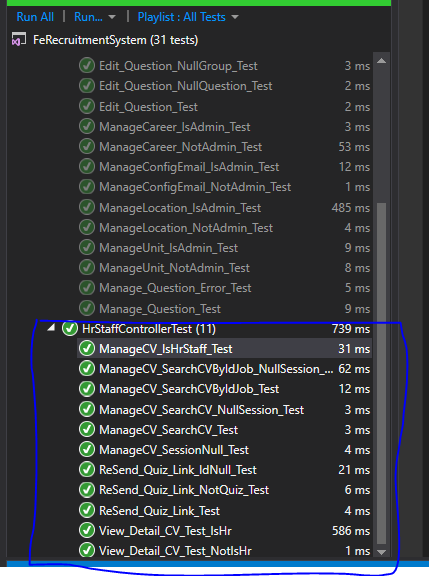 Run All | Run... ▾ | Playlist : All Tests ▾
FeRecruitmentSystem (31 tests)
Edit_Question_NullGroup_Test 3 ms
Edit_Question_NullQuestion_Test 2 ms
Edit_Question_Test 2 ms
ManageCareer_IsAdmin_Test 3 ms
ManageCareer_NotAdmin_Test 53 ms
ManageConfigEmail_IsAdmin_Test 12 ms
ManageConfigEmail_NotAdmin_Test 1 ms
ManageLocation_IsAdmin_Test 485 ms
ManageLocation_NotAdmin_Test 4 ms
ManageUnit_IsAdmin_Test 9 ms
ManageUnit_NotAdmin_Test 8 ms
Manage_Question_Error_Test 5 ms
Manage_Question_Test 9 ms
HrStaffControllerTest (11) 739 ms
ManageCV_IsHrStaff_Test 31 ms
ManageCV_SearchCVByIdJob_NullSession_... 62 ms
ManageCV_SearchCVByIdJob_Test 12 ms
ManageCV_SearchCV_NullSession_Test 3 ms
ManageCV_SearchCV_Test 3 ms
ManageCV_SessionNull_Test 4 ms
ReSend_Quiz_Link_IdNull_Test 21 ms
ReSend_Quiz_Link_NotQuiz_Test 6 ms
ReSend_Quiz_Link_Test 4 ms
View_Detail_CV_Test_IsHr 586 ms
View_Detail_CV_Test_NotIsHr 1 ms